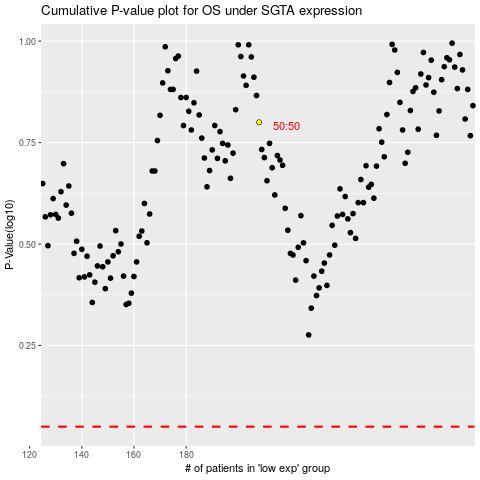 Cumulative P-value plot for OS under SGTA expression
1.00
0.75
0.50
0.25
P-Value(log10)
50:50
120 140 160 180
# of patients in 'low exp' group